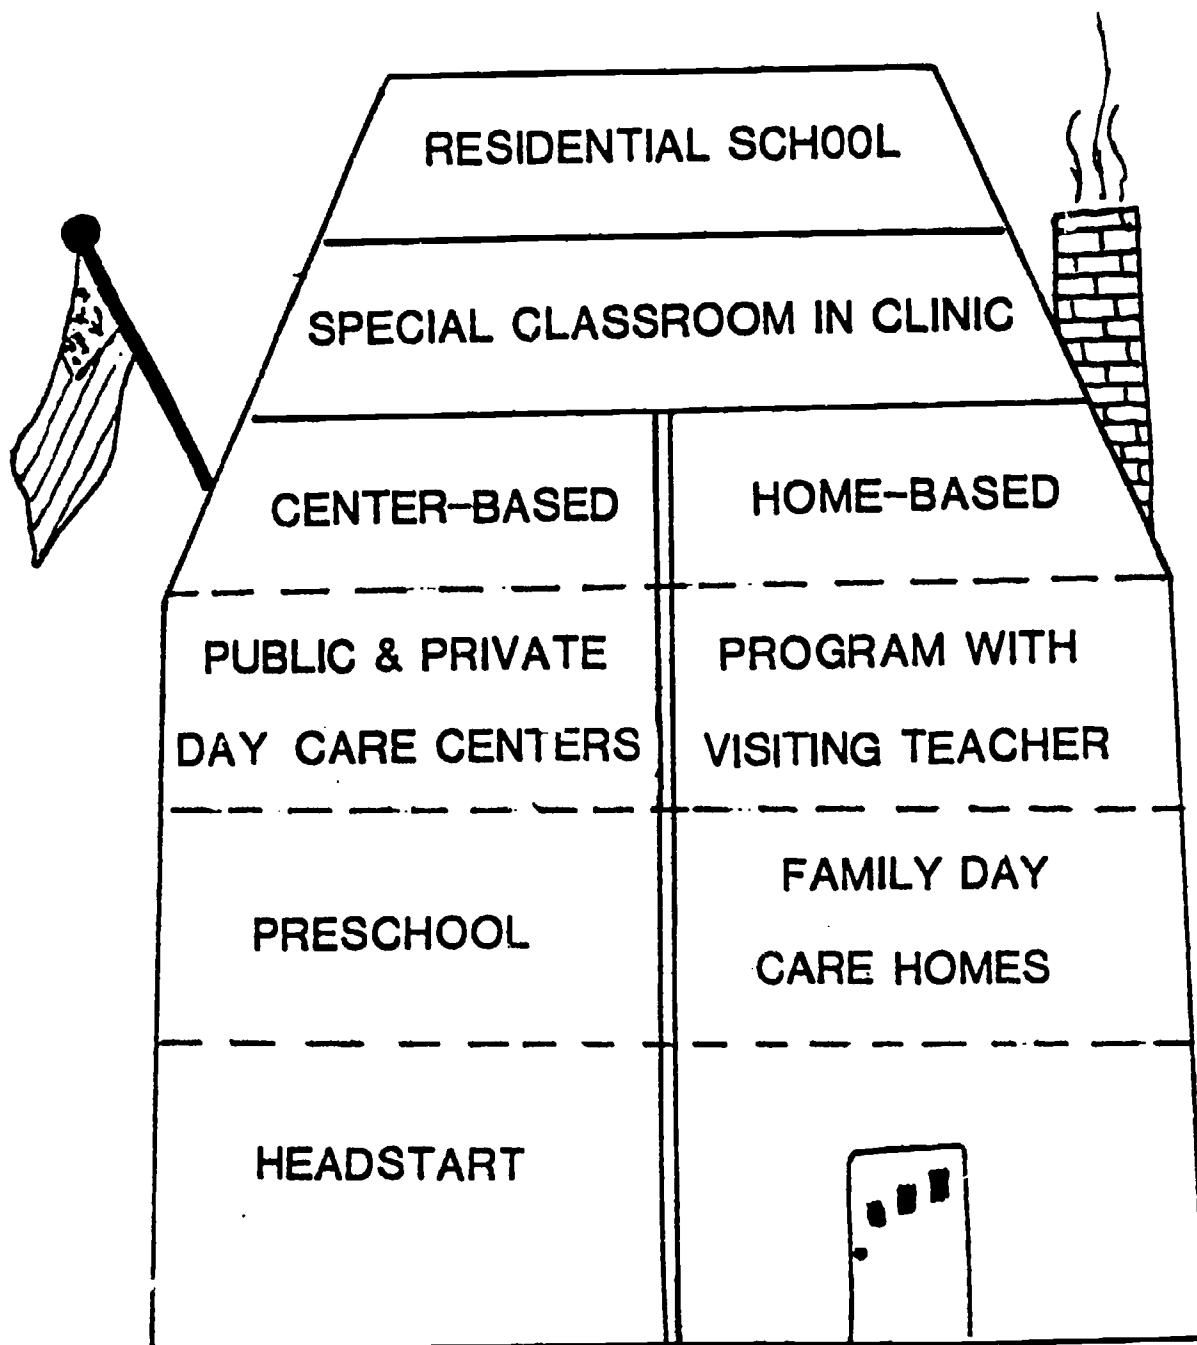 RESIDENTIAL SCHOOL
SPECIAL CLASSROOM IN CLINIC
CENTER-BASED
PUBLIC & PRIVATE
DAY CARE CENTERS
PRESCHOOL
HEADSTART
HOME-BASED
PROGRAM WITH
VISITING TEACHER
FAMILY DAY
CARE HOMES